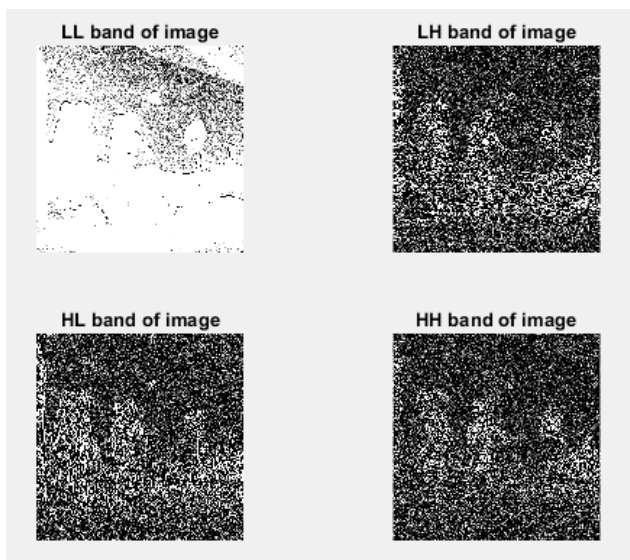 LL band of image
LH band of image
HL band of image
HH band of image